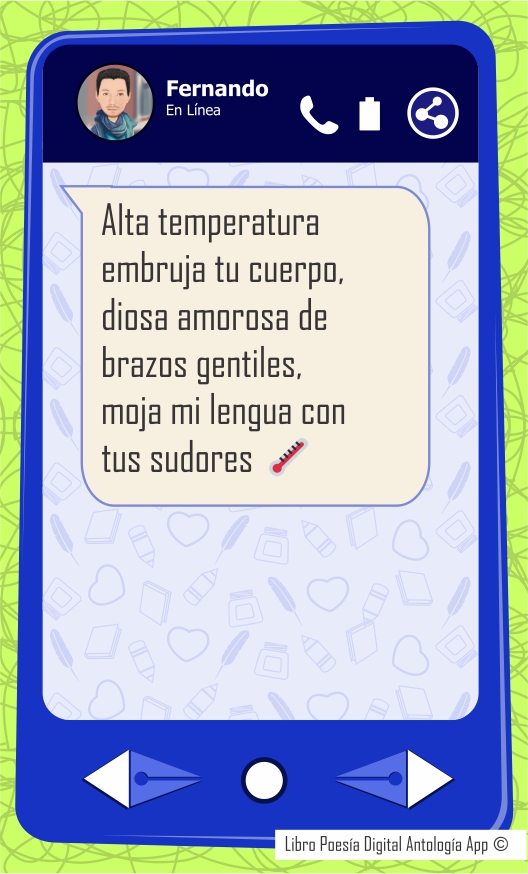 Fernando
En Línea
Alta temperatura
embruja tu cuerpo,
diosa amorosa de
brazos gentiles,
moja mi lengua con
tus sudores 🌡
Libro Poesía Digital Antología App ©